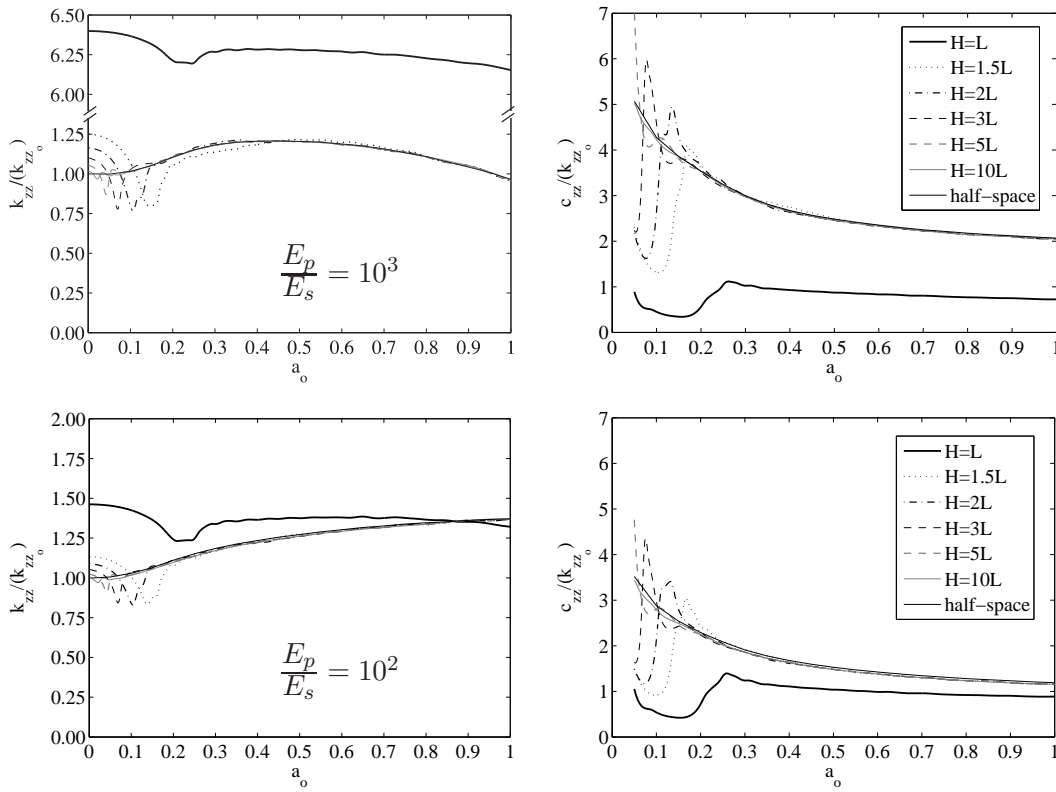 6.50
6.25
6.00
1.25
1.00
0.75
0.50
0.25
0.00
k_zz/(k_zz_o)
E_p/E_s = 10^3
0 0.1 0.2 0.3 0.4 0.5 0.6 0.7 0.8 0.9 1
a_o
7
6
5
4
3
2
1
0
c_zz/(k_zz_o)
H=L
H=1.5L
H=2L
H=3L
H=5L
H=10L
half−space
0 0.1 0.2 0.3 0.4 0.5 0.6 0.7 0.8 0.9 1
a_o
2.00
1.75
1.50
1.25
1.00
0.75
0.50
0.25
0.00
k_zz/(k_zz_o)
E_p/E_s = 10^2
0 0.1 0.2 0.3 0.4 0.5 0.6 0.7 0.8 0.9 1
a_o
7
6
5
4
3
2
1
0
c_zz/(k_zz_o)
H=L
H=1.5L
H=2L
H=3L
H=5L
H=10L
half−space
0 0.1 0.2 0.3 0.4 0.5 0.6 0.7 0.8 0.9 1
a_o